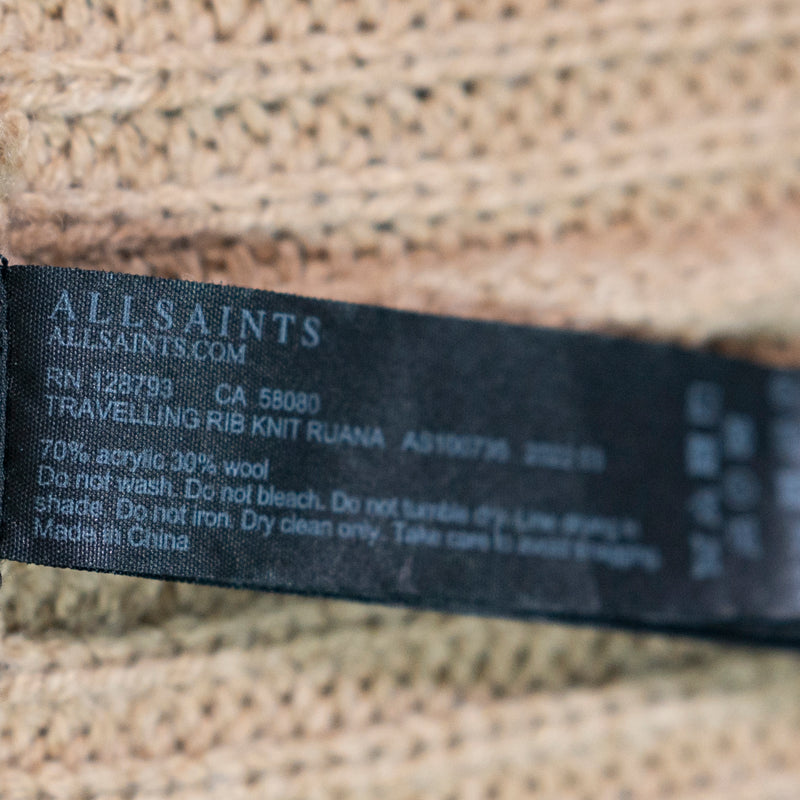 ALLSAINTS
ALLSAINTS.COM
RN 128793 CA 58080
TRAVELLING RIB KNIT RUANA AS100736
70% acrylic 30% wool
Do not wash. Do not bleach. Do not tumble dry. Line drying in
shade. Do not iron. Dry clean only. Take care to avoid snagging.
Made in China